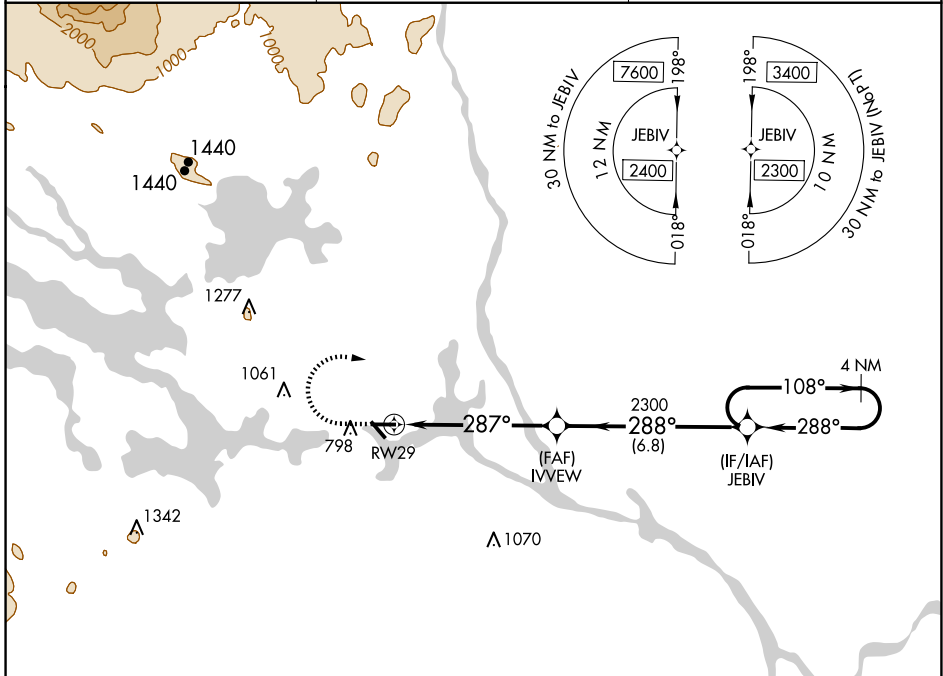 2000
1000
1000
1440
1440
1277
1061
798
RW29
1342
1070
287°
(FAF)
IVVEW
2300
288°
(6.8)
(IF/IAF)
JEBIV
108°
4 NM
288°
30 NM to JEBIV
7600
198°
12 NM
JEBIV
2400
018°
198°
3400
JEBIV
2300
10 NM
018°
30 NM to JEBIV (NoPT)